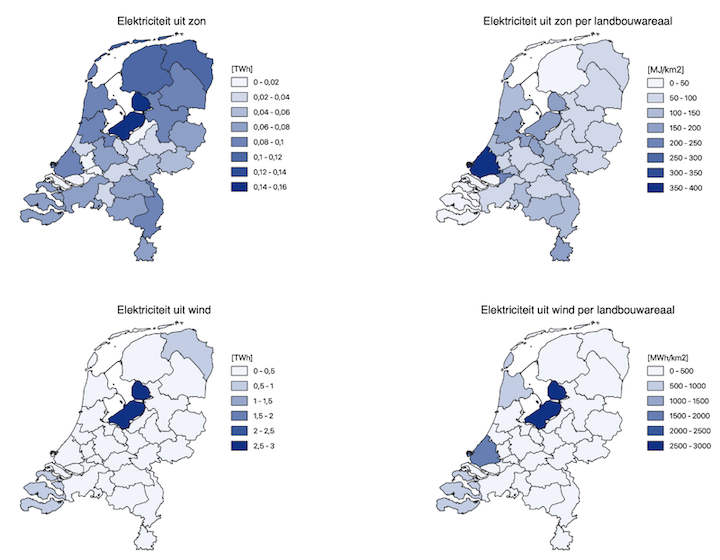 Elektriciteit uit zon
[TWh]
0 - 0,02
0,02 - 0,04
0,04 - 0,06
0,06 - 0,08
0,08 - 0,1
0,1 - 0,12
0,12 - 0,14
0,14 - 0,16
Elektriciteit uit zon per landbouwareaal
[MJ/km2]
0 - 50
50 - 100
100 - 150
150 - 200
200 - 250
250 - 300
300 - 350
350 - 400
Elektriciteit uit wind
[TWh]
0 - 0,5
0,5 - 1
1 - 1,5
1,5 - 2
2 - 2,5
2,5 - 3
Elektriciteit uit wind per landbouwareaal
[MWh/km2]
0 - 500
500 - 1000
1000 - 1500
1500 - 2000
2000 - 2500
2500 - 3000